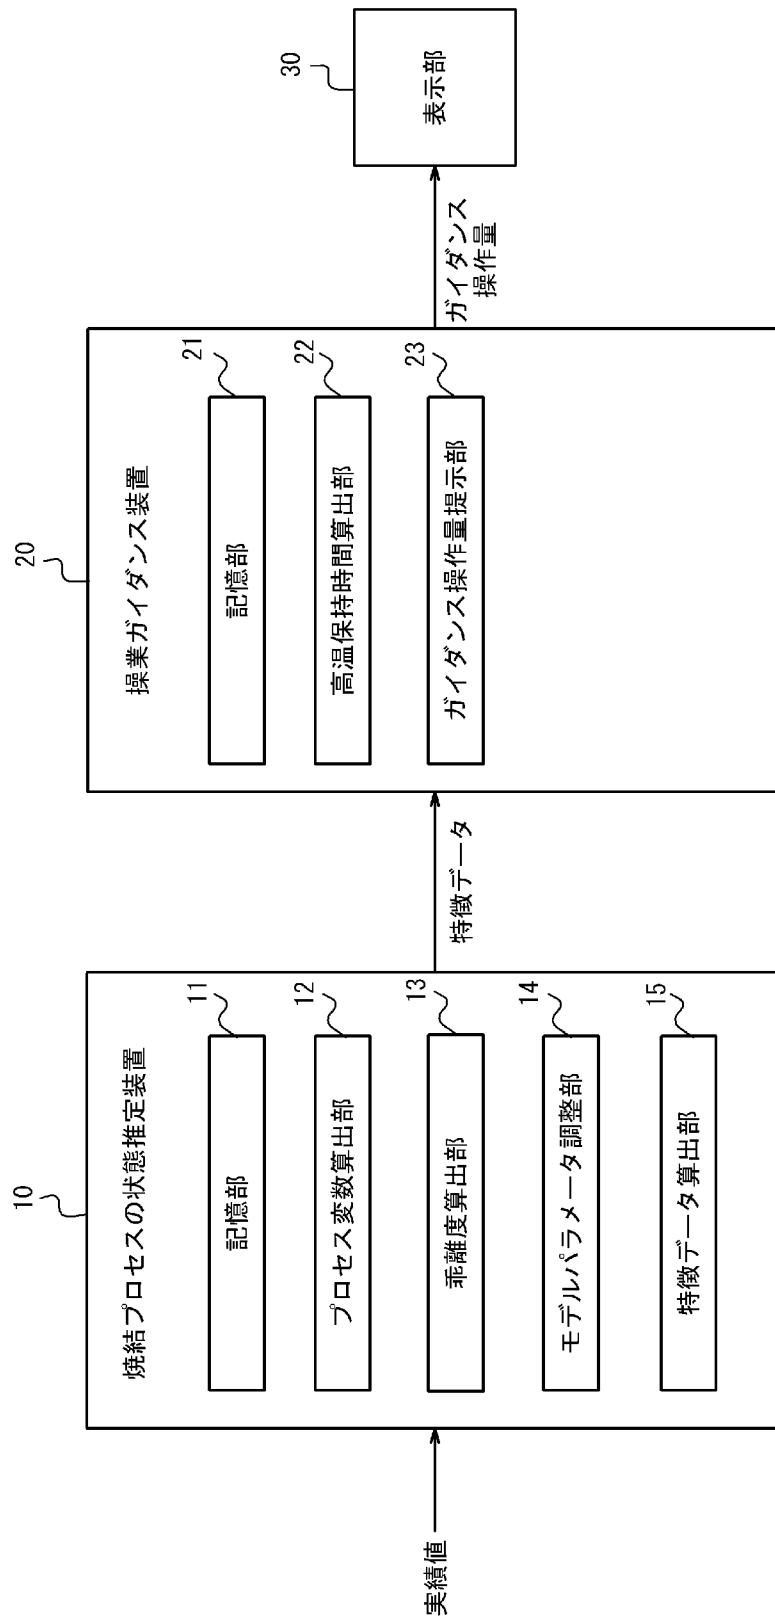 実績値
10
焼結プロセスの状態推定装置
記憶部
11
プロセス変数算出部
12
乖離度算出部
13
モデルパラメータ調整部
14
特徴データ算出部
15
特徴データ
20
操業ガイダンス装置
記憶部
21
高温保持時間算出部
22
ガイダンス操作量提示部
23
ガイダンス
操作量
30
表示部